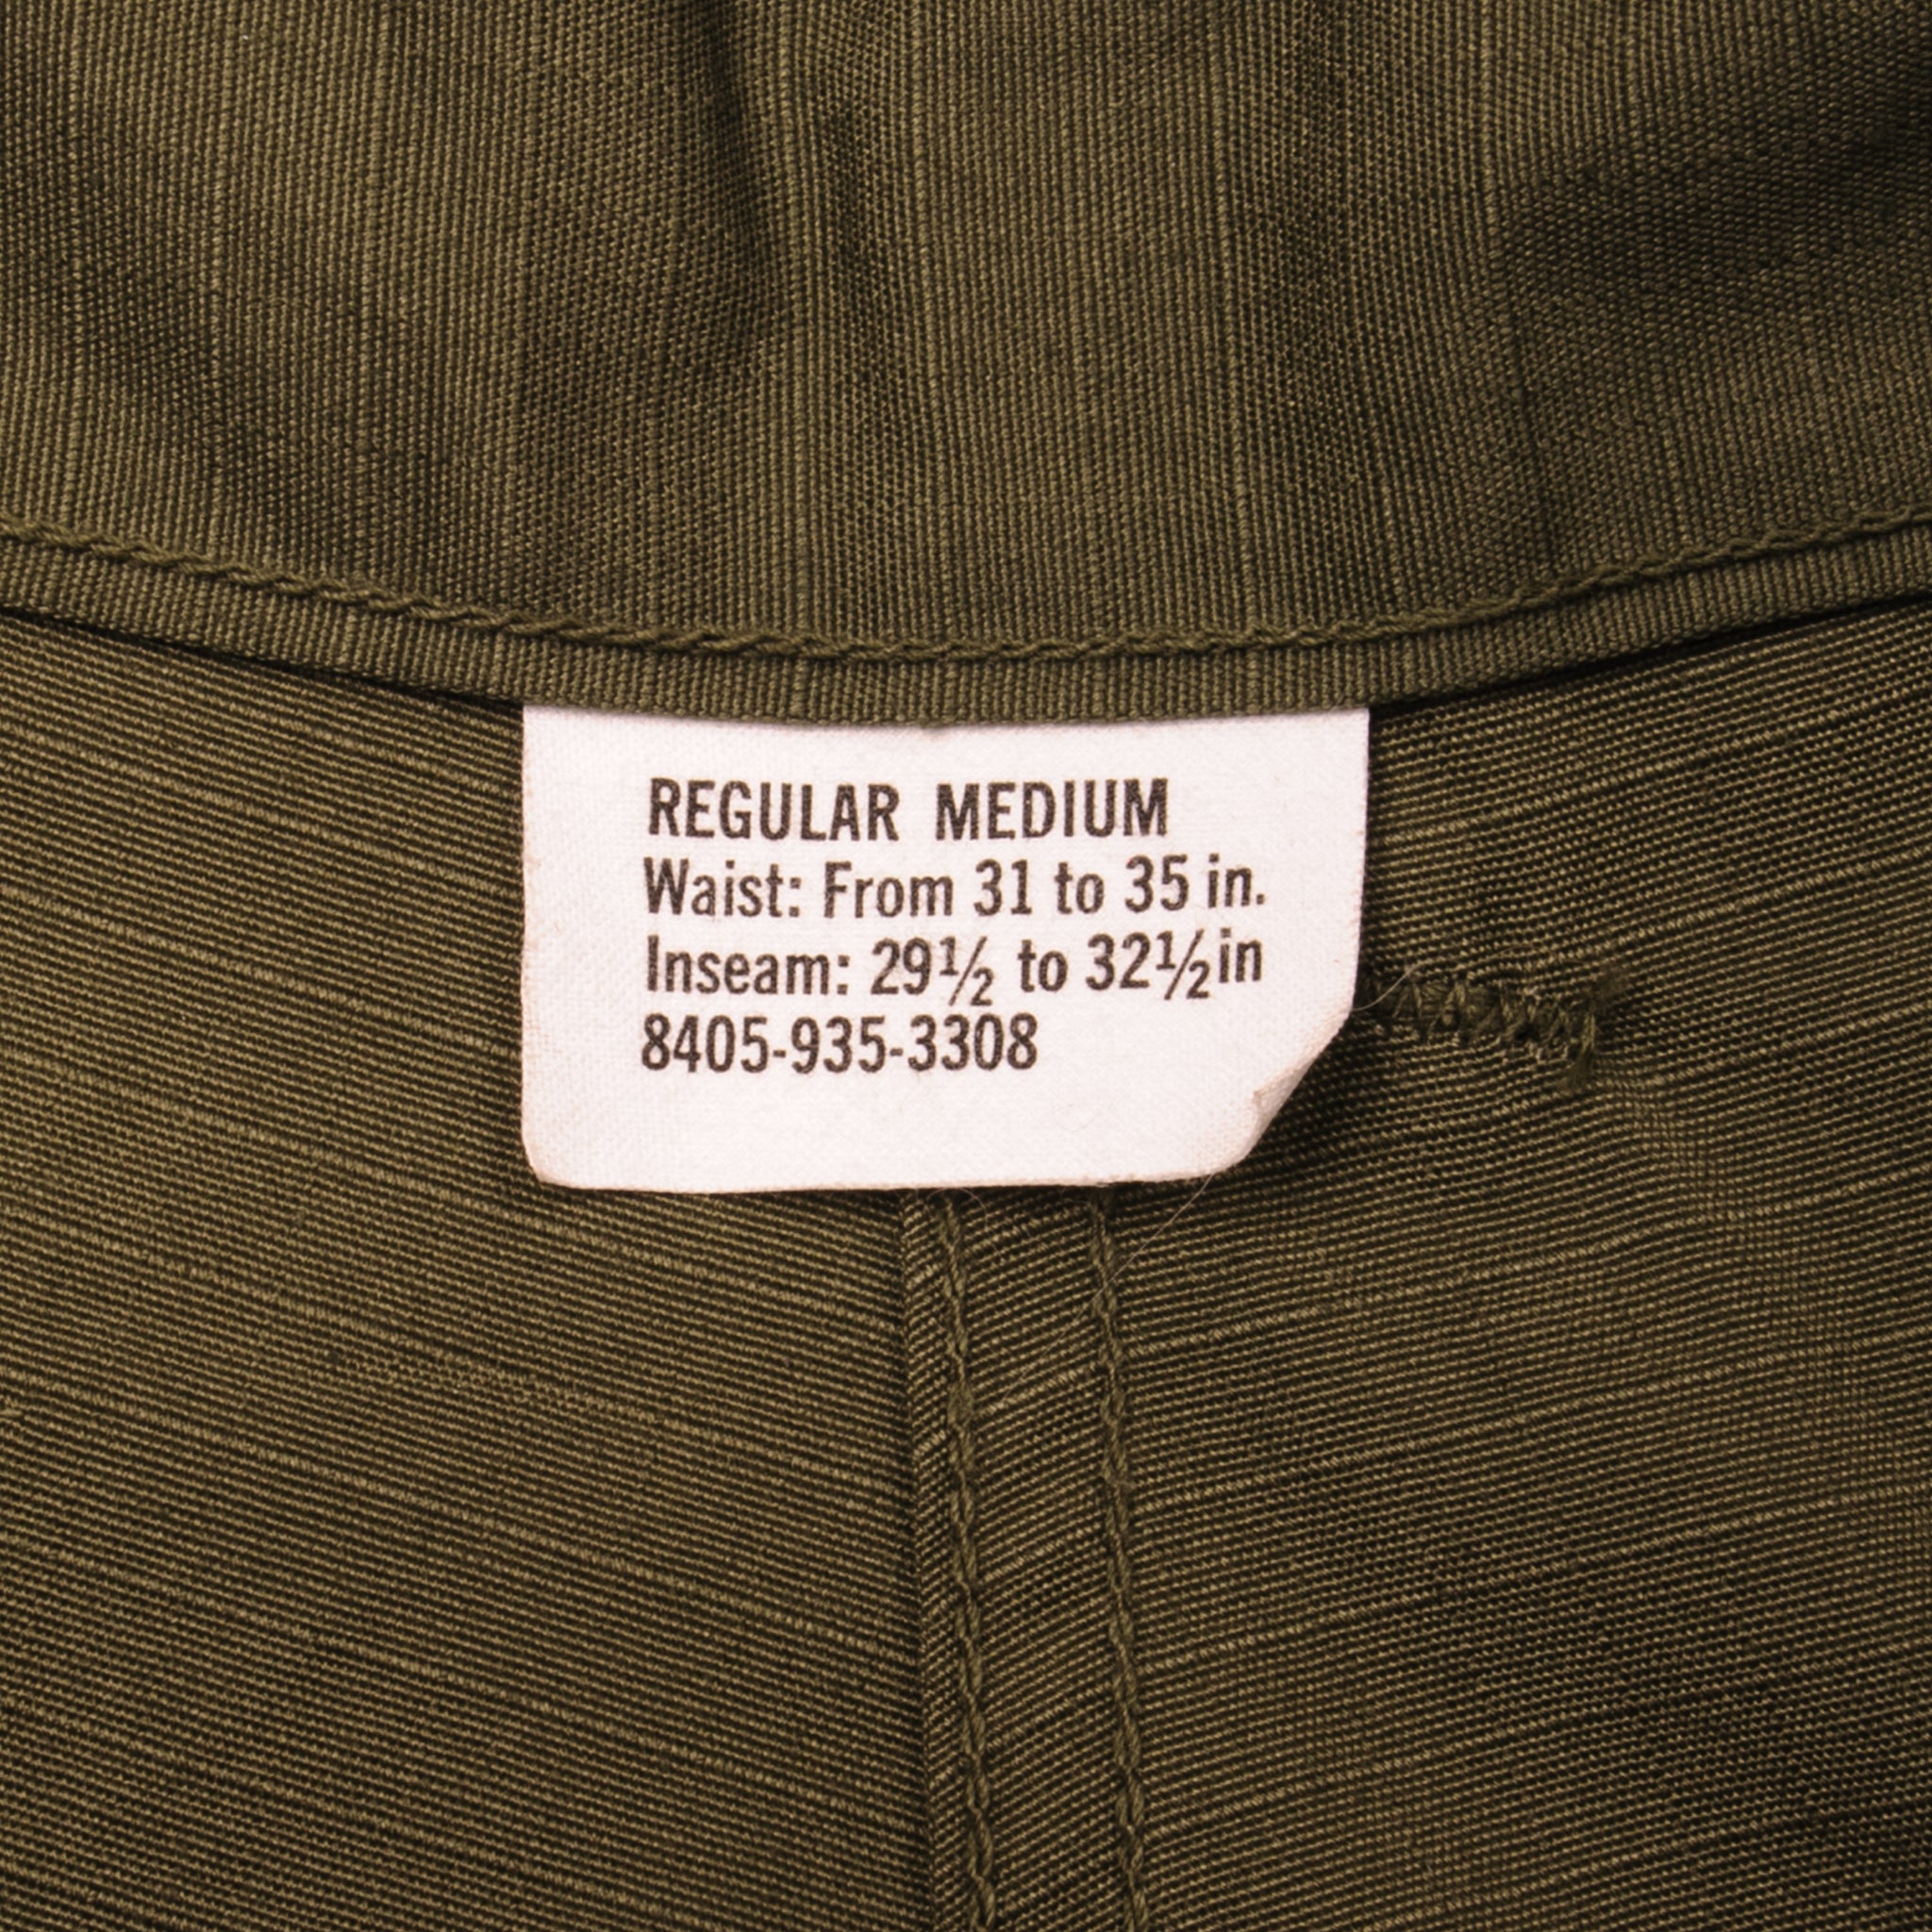 REGULAR MEDIUM
Waist: From 31 to 35 in.
Inseam: 29½ to 32½in
8405-935-3308